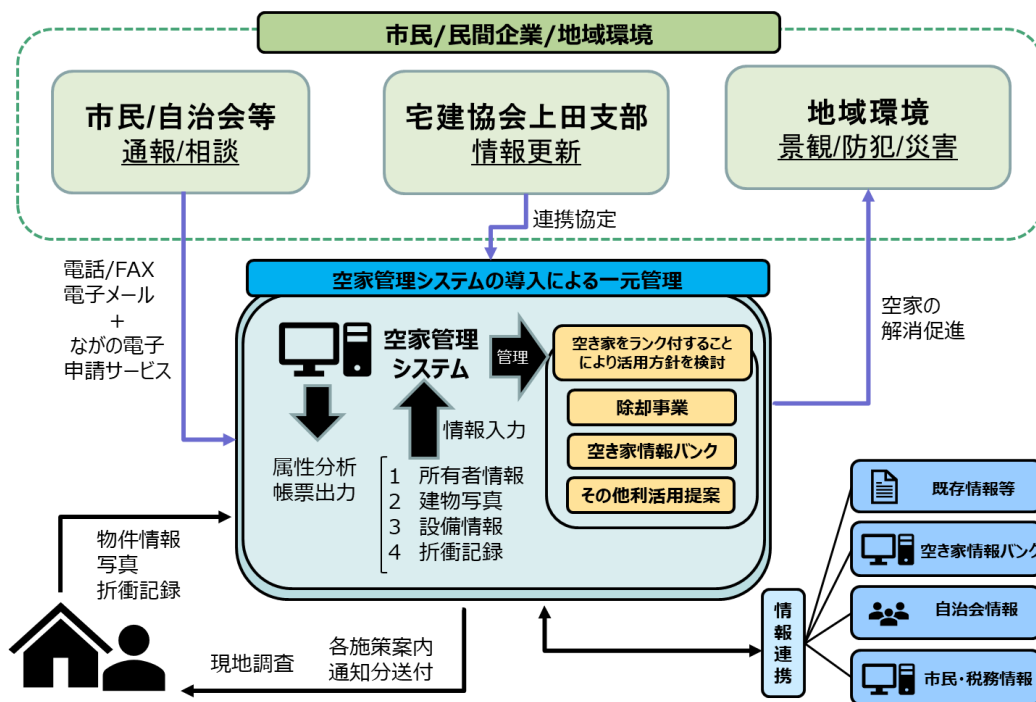 市民/民間企業/地域環境
市民/自治会等
通報/相談
宅建協会上田支部
情報更新
地域環境
景観/防犯/災害
連携協定
電話/FAX
電子メール
+
ながの電子
申請サービス
空家の
解消促進
空家管理システムの導入による一元管理
空家管理
システム
管理
空き家をランク付することに
より活用方針を検討
除却事業
空き家情報バンク
その他利活用提案
情報入力
属性分析
帳票出力
1 所有者情報
2 建物写真
3 設備情報
4 折衝記録
物件情報
写真
折衝記録
現地調査
各施策案内
通知分送付
情報連携
既存情報等
空き家情報バンク
自治会情報
市民・税務情報